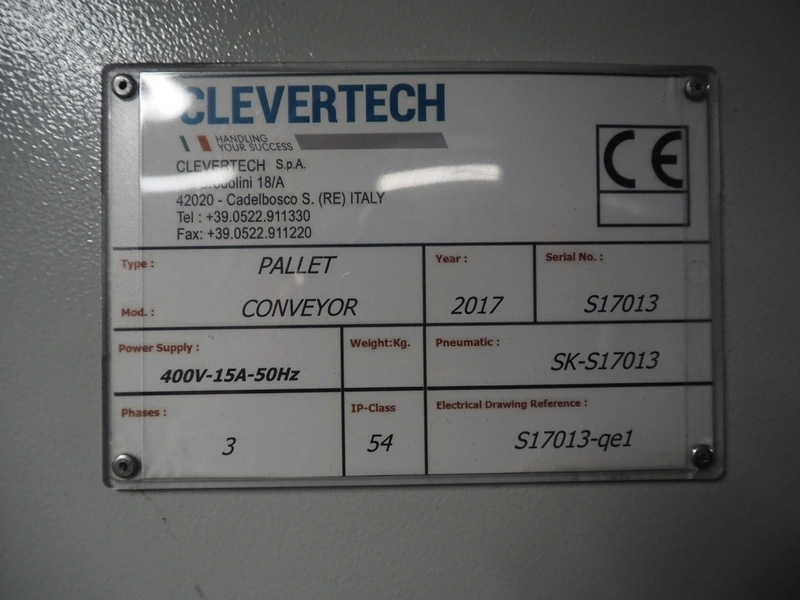 CLEVERTECH
HANDLING
YOUR SUCCESS
CLEVERTECH S.p.A.
18/A
42020 - Cadelbosco S. (RE) ITALY
Tel : +39.0522.911330
Fax: +39.0522.911220
CE
Type : PALLET
Mod. : CONVEYOR
Year : 2017
Serial No. : S17013
Power Supply : 400V-15A-50Hz
Weight:Kg.
Pneumatic : SK-S17013
Phases : 3
IP-Class 54
Electrical Drawing Reference : S17013-qe1